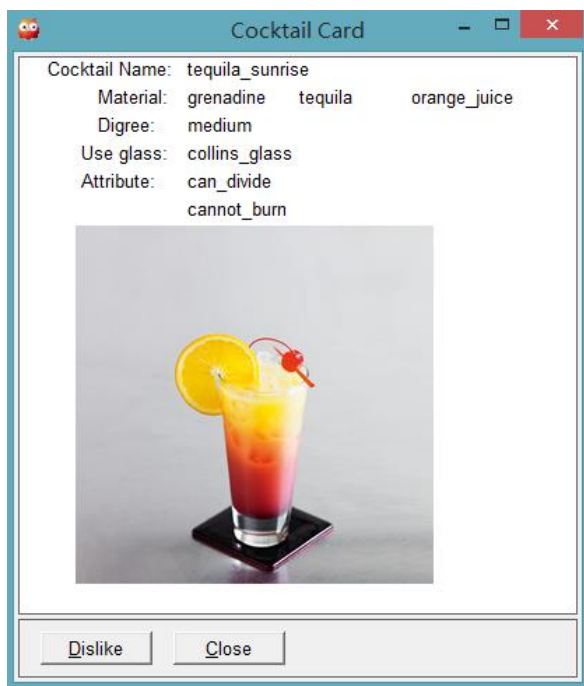 Cocktail Card
Cocktail Name: tequila_sunrise
Material: grenadine tequila orange_juice
Digree: medium
Use glass: collins_glass
Attribute: can_divide
cannot_burn
Dislike Close